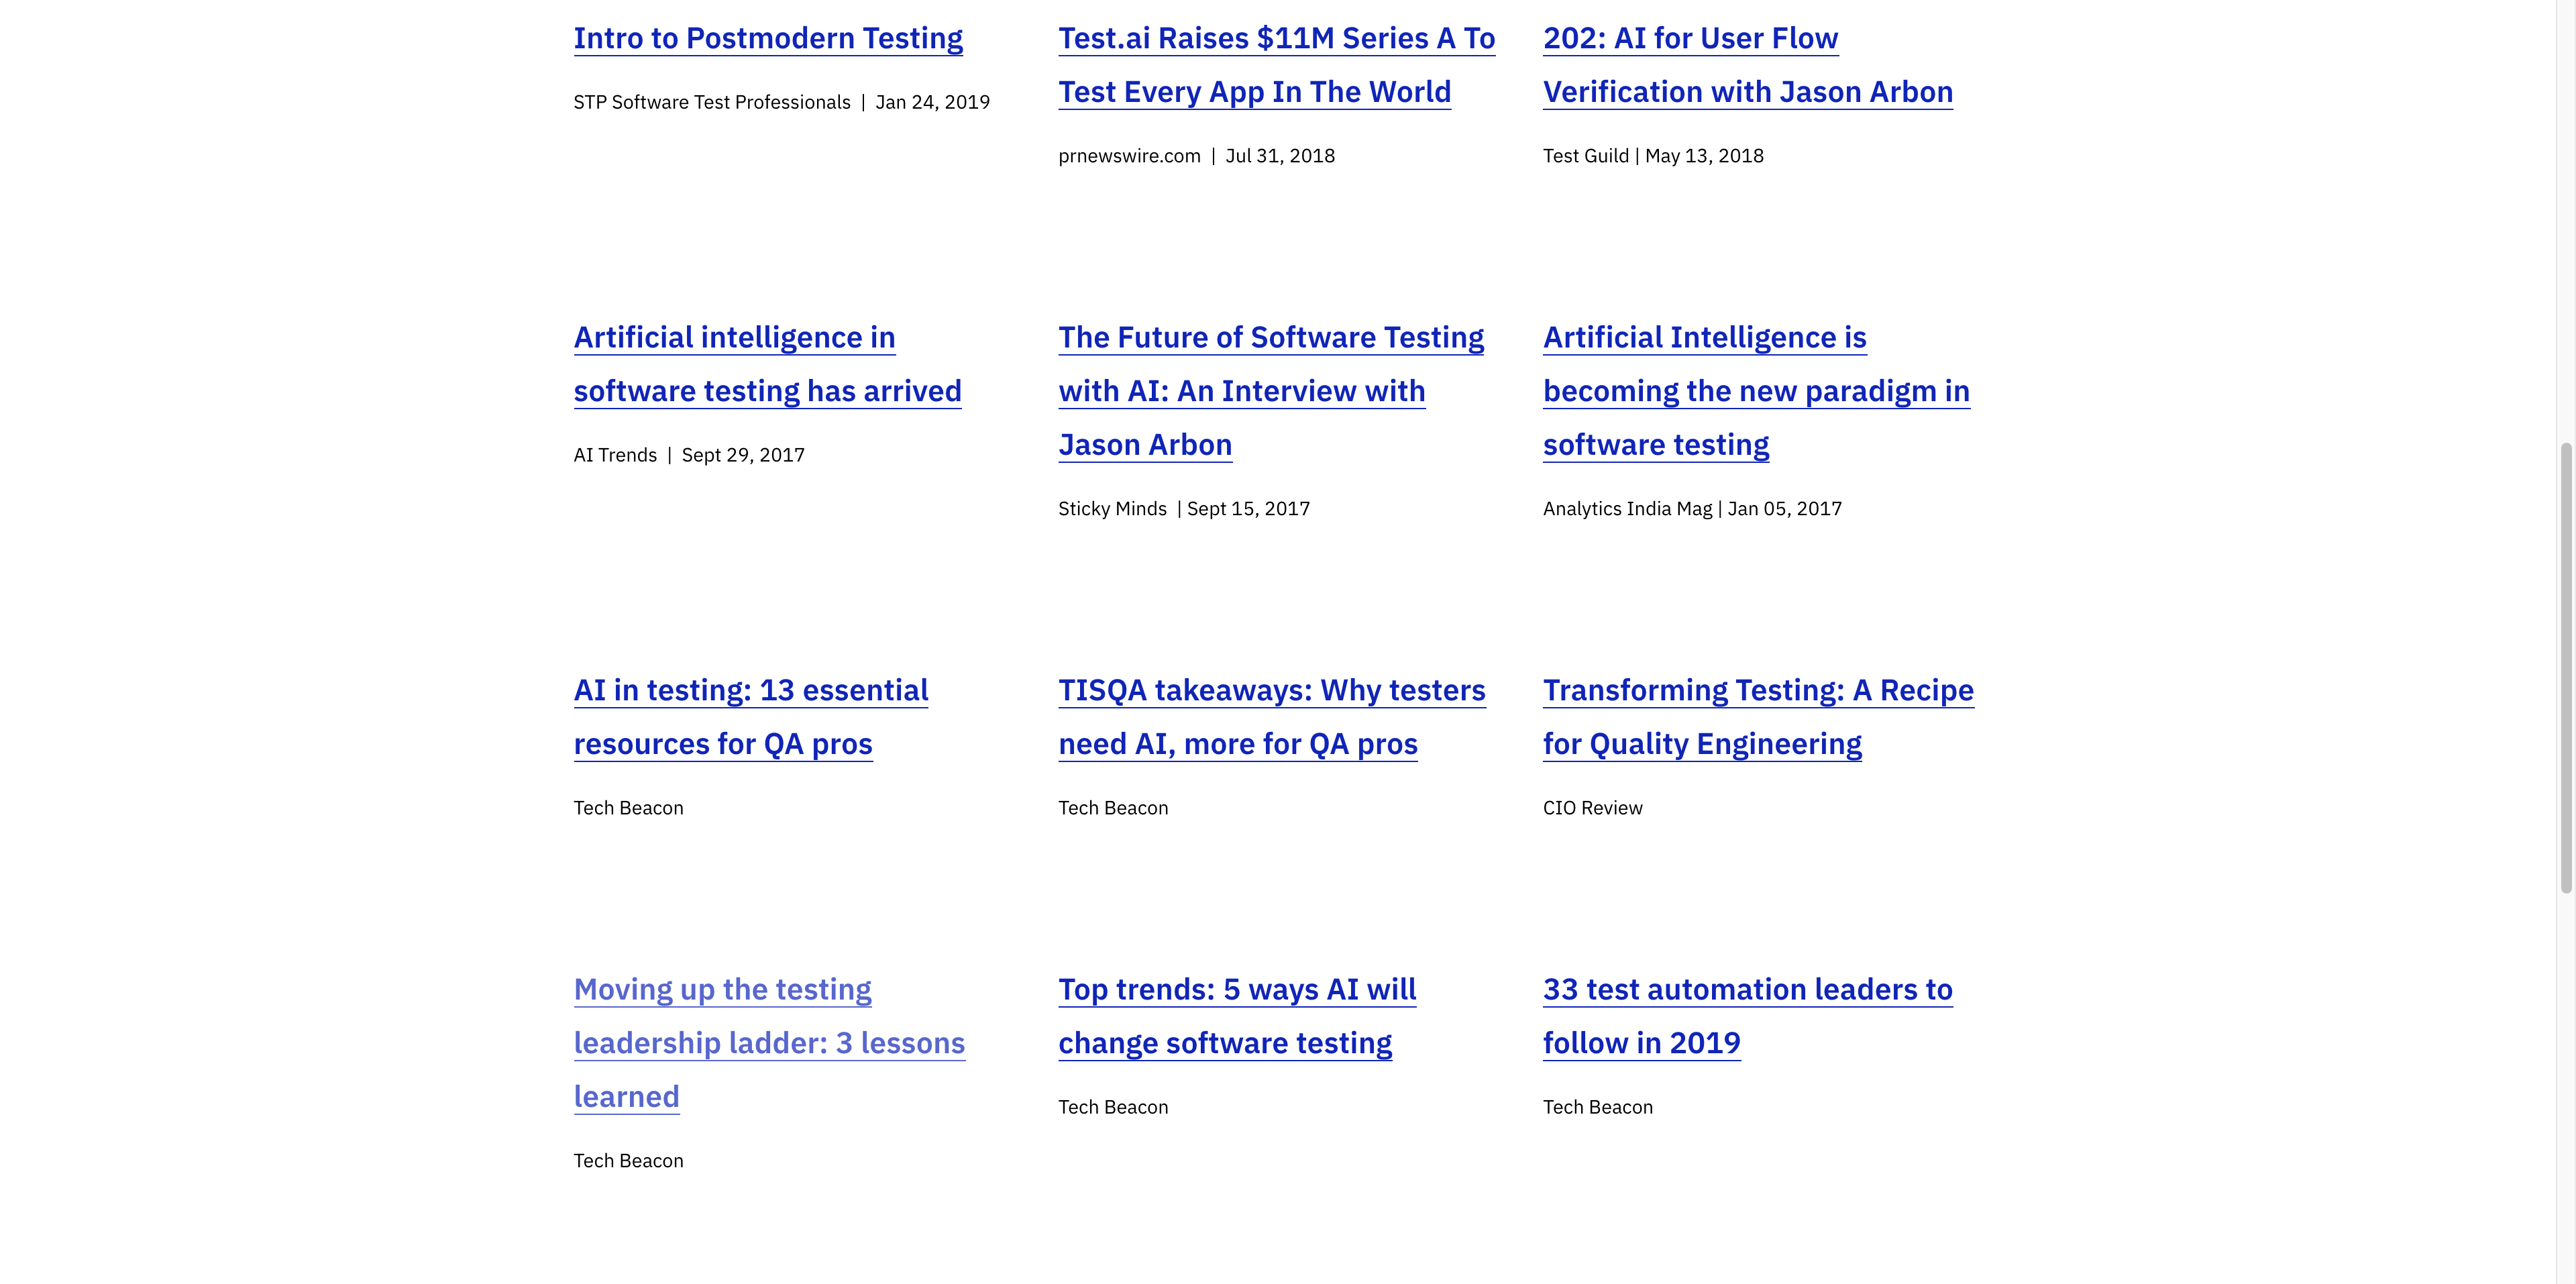 Intro to Postmodern Testing
STP Software Test Professionals | Jan 24, 2019
Test.ai Raises $11M Series A To
Test Every App In The World
prnewswire.com | Jul 31, 2018
202: AI for User Flow
Verification with Jason Arbon
Test Guild | May 13, 2018
Artificial intelligence in
software testing has arrived
AI Trends | Sept 29, 2017
The Future of Software Testing
with AI: An Interview with
Jason Arbon
Sticky Minds | Sept 15, 2017
Artificial Intelligence is
becoming the new paradigm in
software testing
Analytics India Mag | Jan 05, 2017
AI in testing: 13 essential
resources for QA pros
Tech Beacon
TISQA takeaways: Why testers
need AI, more for QA pros
Tech Beacon
Transforming Testing: A Recipe
for Quality Engineering
CIO Review
Moving up the testing
leadership ladder: 3 lessons
learned
Tech Beacon
Top trends: 5 ways AI will
change software testing
Tech Beacon
33 test automation leaders to
follow in 2019
Tech Beacon